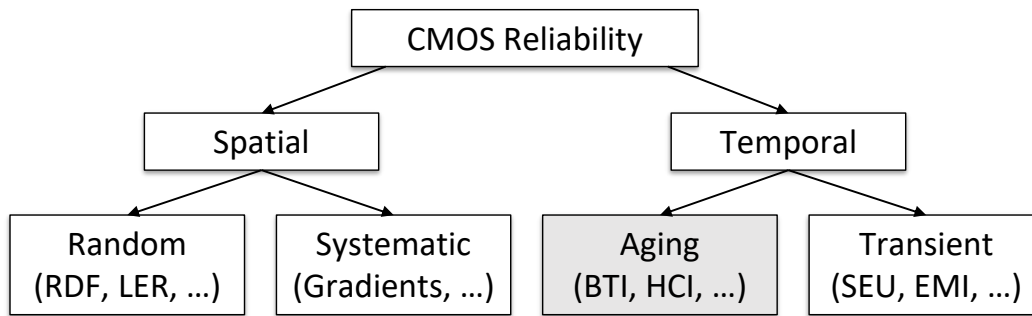 CMOS Reliability
Spatial
Temporal
Random
(RDF, LER, …)
Systematic
(Gradients, …)
Aging
(BTI, HCI, …)
Transient
(SEU, EMI, …)